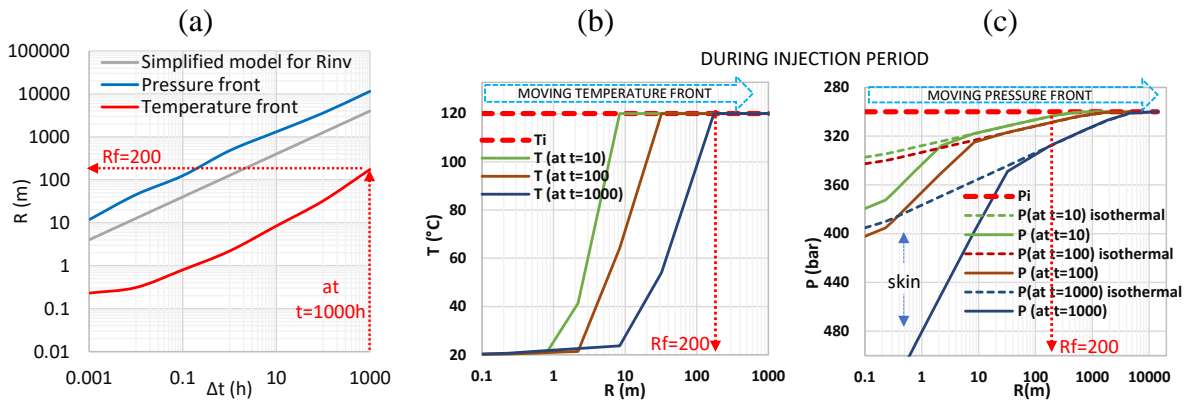 (a)
100000
10000
1000
100
10
1
0.1
0.01
R (m)
Simplified model for Rinv
Pressure front
Temperature front
Rf=200
at
t=1000h
0.001
0.1
10
1000
Δt (h)
DURING INJECTION PERIOD
(b)
MOVING TEMPERATURE FRONT
120
100
80
60
40
20
T (°C)
Ti
T (at t=10)
T (at t=100
T (at t=1000)
Rf=200
0.1
1
10
100
1000
R (m)
(c)
MOVING PRESSURE FRONT
280
320
360
400
440
480
P (bar)
Pi
P(at t=10) isothermal
P (at t=10)
P(at t=100) isothermal
P (at t=100)
P(at t=1000) isothermal
P (at t=1000)
skin
Rf=200
0.1
1
10
100
1000
10000
R(m)